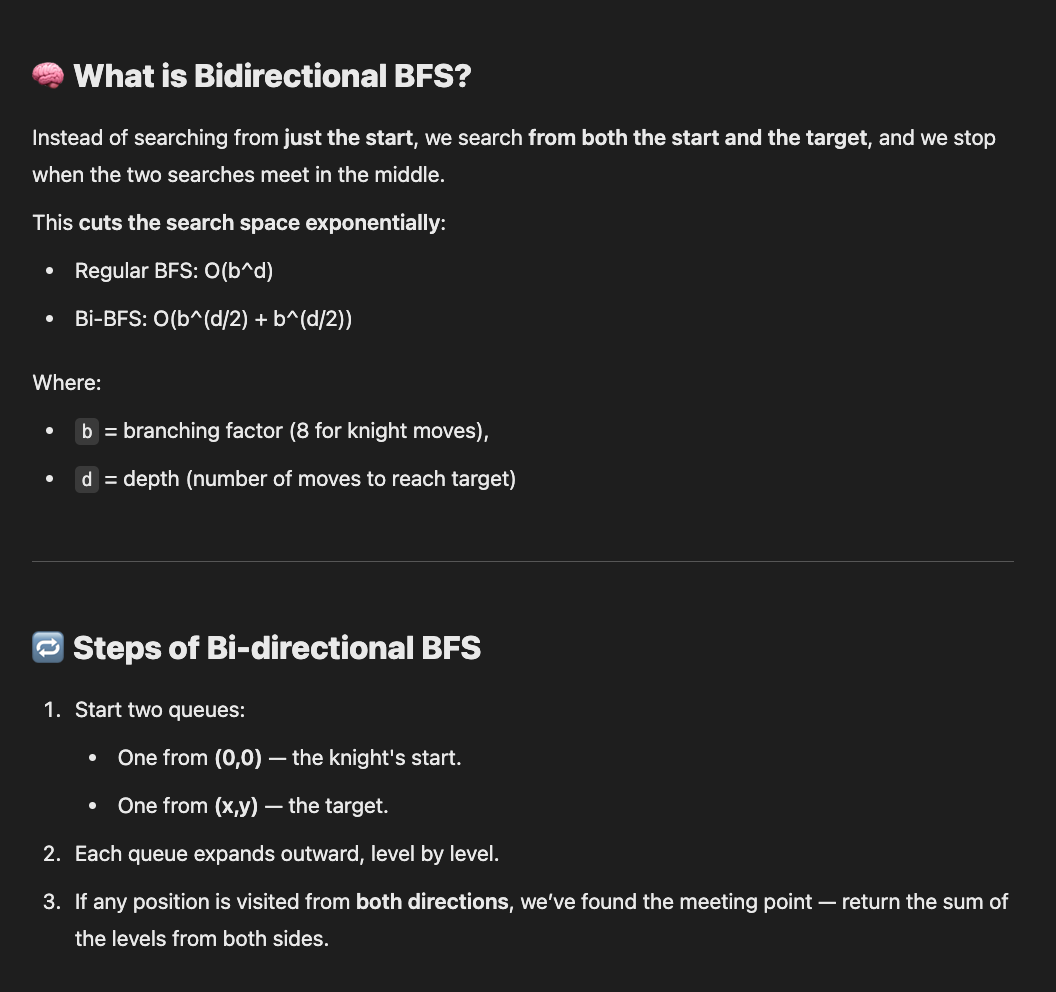 🧠 What is Bidirectional BFS?
Instead of searching from just the start, we search from both the start and the target, and we stop
when the two searches meet in the middle.
This cuts the search space exponentially:
• Regular BFS: O(b^d)
• Bi-BFS: O(b^(d/2) + b^(d/2))
Where:
• b = branching factor (8 for knight moves),
• d = depth (number of moves to reach target)
🔁 Steps of Bi-directional BFS
1. Start two queues:
• One from (0,0) — the knight's start.
• One from (x,y) — the target.
2. Each queue expands outward, level by level.
3. If any position is visited from both directions, we’ve found the meeting point — return the sum of
the levels from both sides.